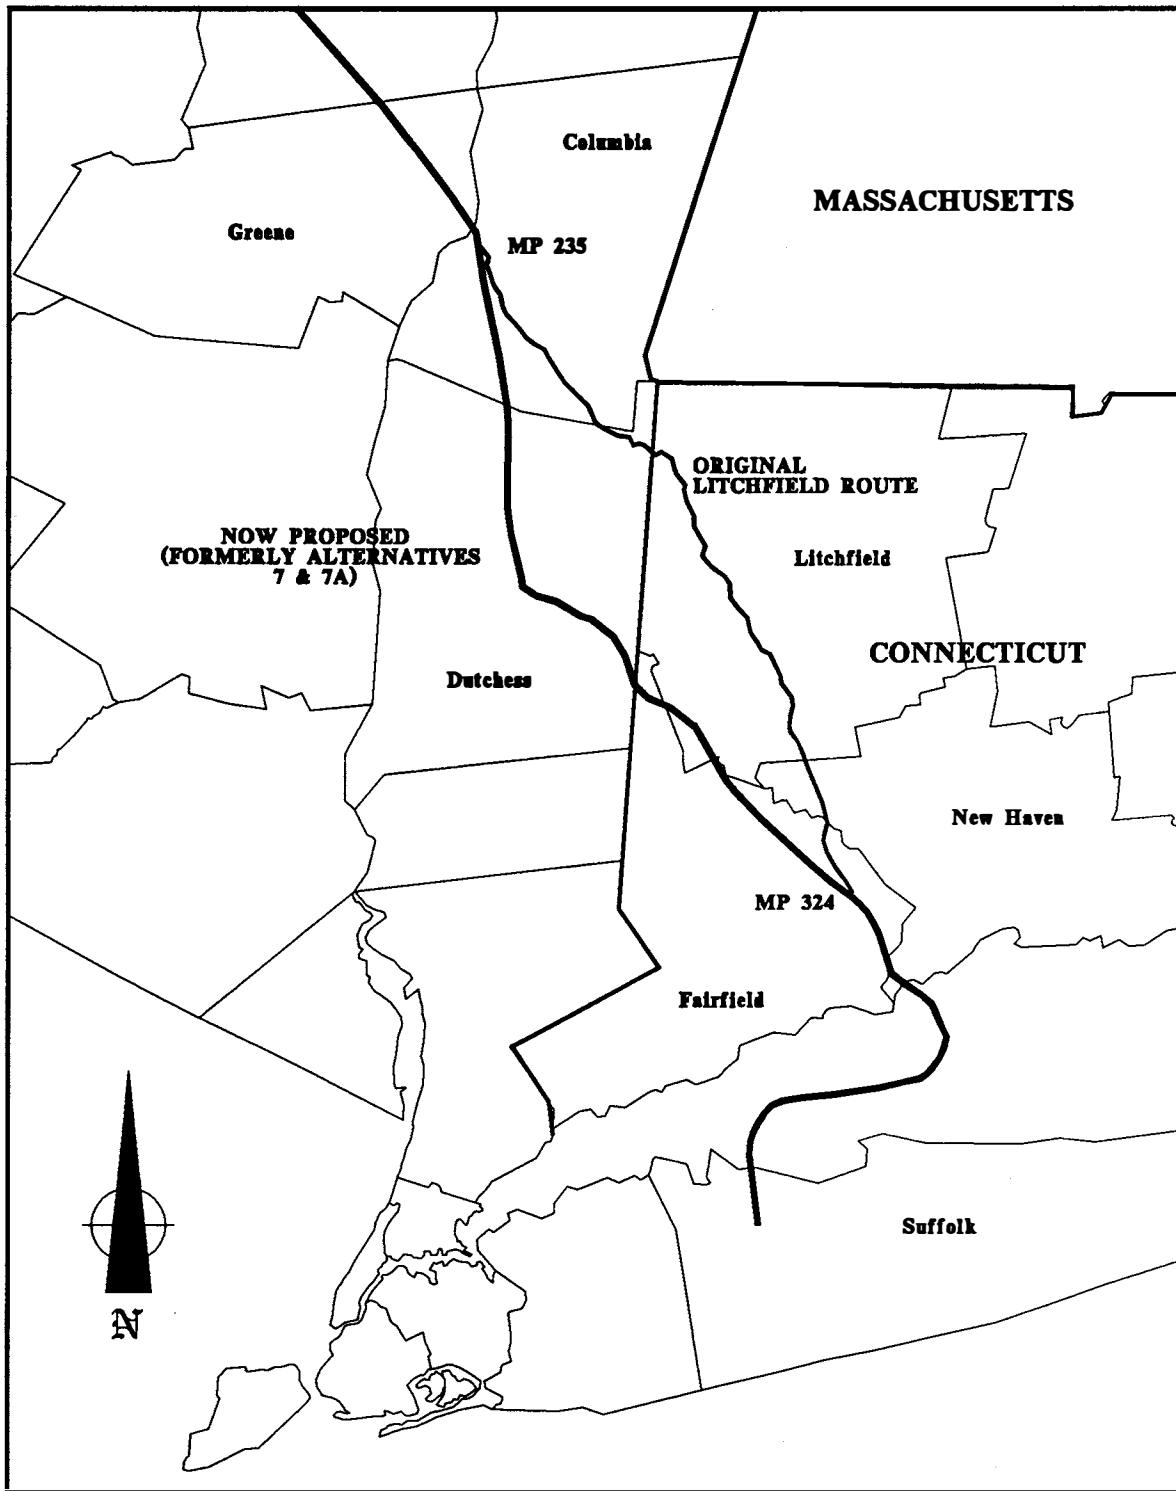 Columbia
MASSACHUSETTS
Greene
MP 235
ORIGINAL
LITCHFIELD ROUTE
NOW PROPOSED
(FORMERLY ALTERNATIVES
7 & 7A)
Litchfield
CONNECTICUT
Dutchess
New Haven
MP 324
Fairfield
Suffolk
N